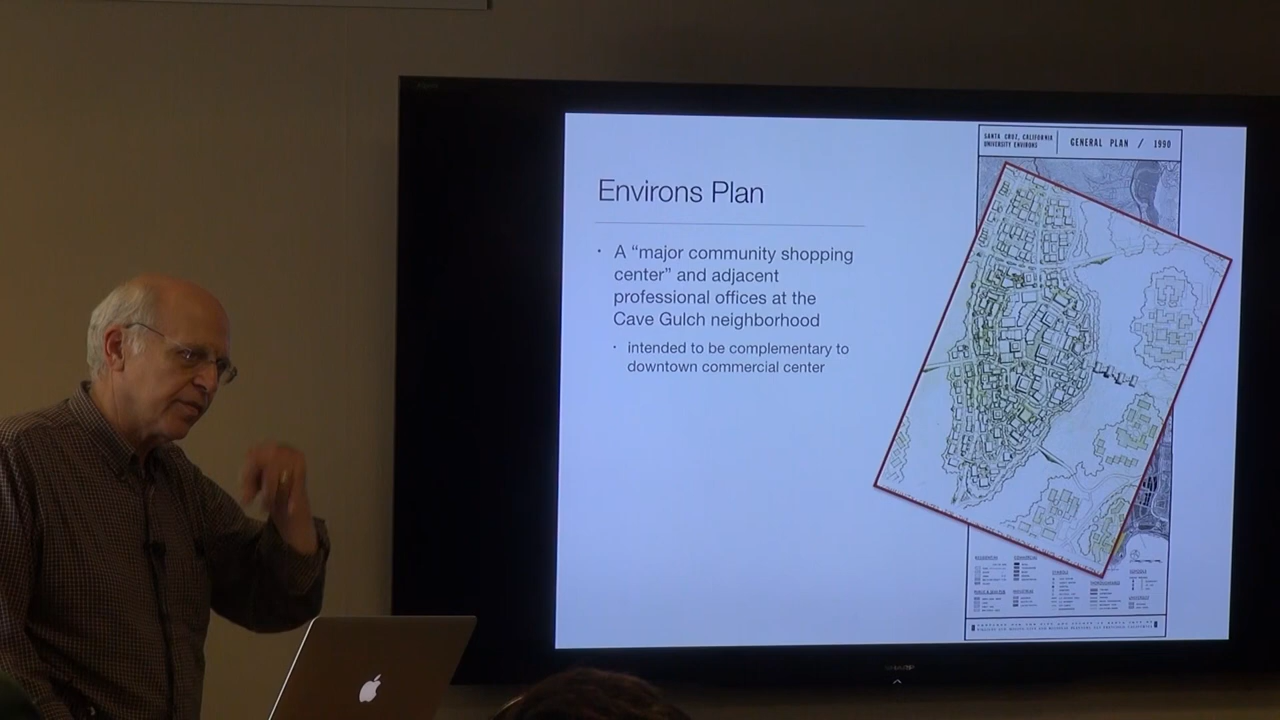 SANTA CRUZ, CALIFORNIA
UNIVERSITY ENVIRONS
GENERAL PLAN / 1990
Environs Plan
• A “major community shopping
center” and adjacent
professional offices at the
Cave Gulch neighborhood
• intended to be complementary to
downtown commercial center
SHARP